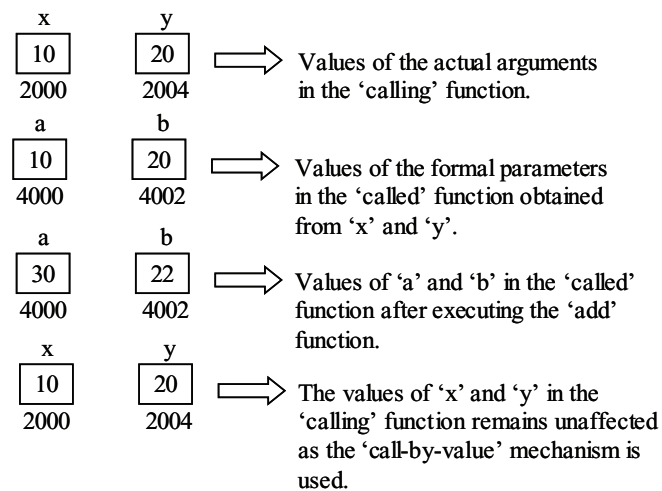 x y
10 20
2000 2004
Values of the actual arguments
in the ‘calling’ function.
a b
10 20
4000 4002
Values of the formal parameters
in the ‘called’ function obtained
from ‘x’ and ‘y’.
a b
30 22
4000 4002
Values of ‘a’ and ‘b’ in the ‘called’
function after executing the ‘add’
function.
x y
10 20
2000 2004
The values of ‘x’ and ‘y’ in the
‘calling’ function remains unaffected
as the ‘call-by-value’ mechanism is
used.